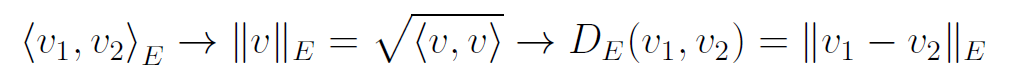 ⟨v₁, v₂⟩_E → ‖v‖_E = √⟨v, v⟩ → D_E(v₁, v₂) = ‖v₁ − v₂‖_E